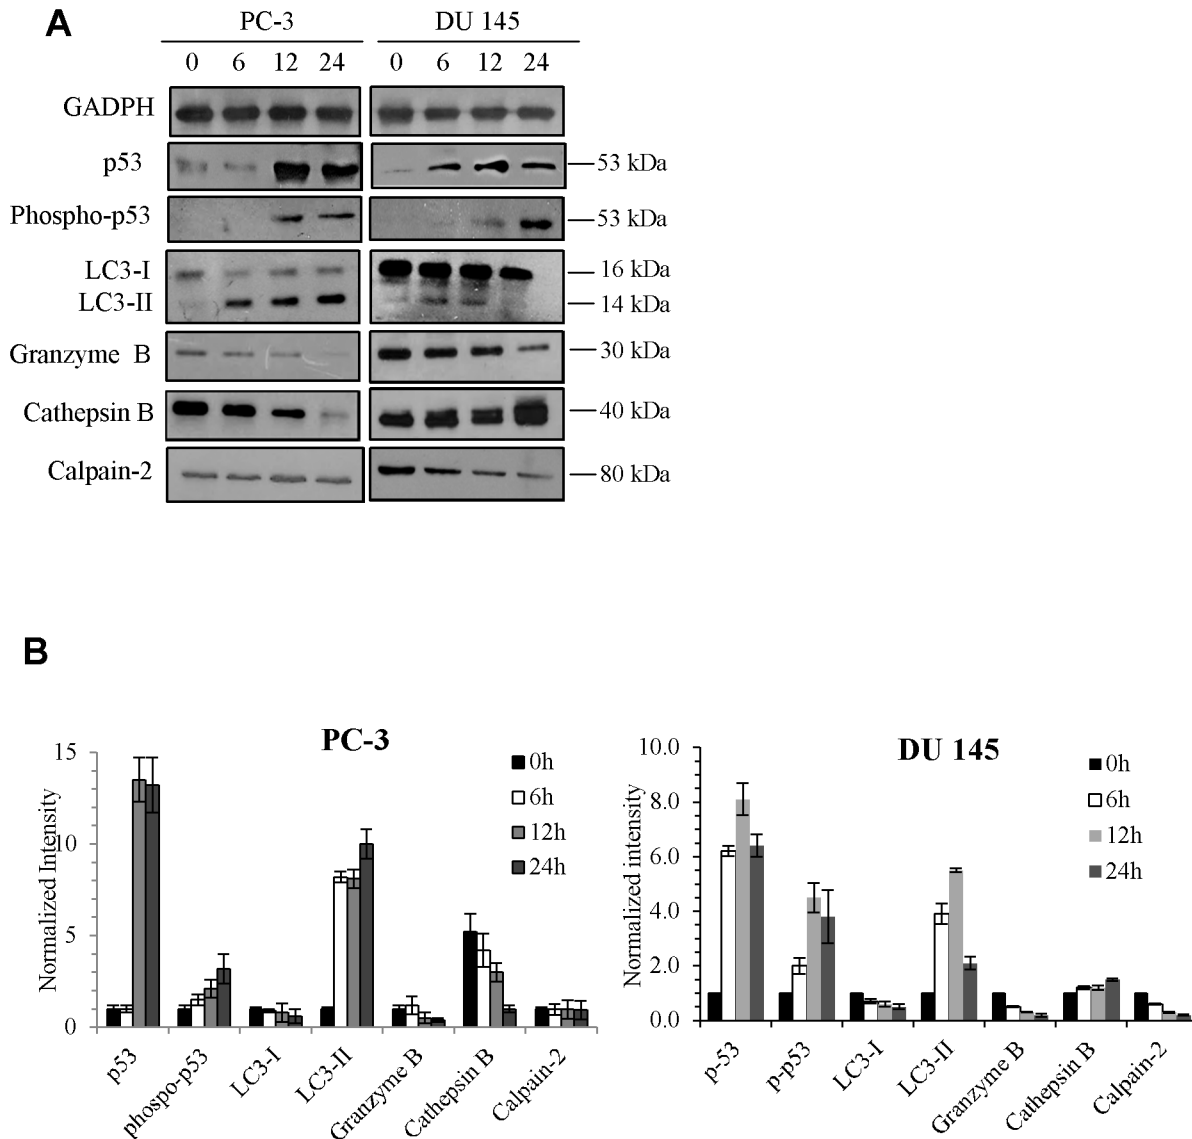 A
PC-3 DU 145
0 6 12 24 0 6 12 24
GADPH
p53 53 kDa
Phospho-p53 53 kDa
LC3-I 16 kDa
LC3-II 14 kDa
Granzyme B 30 kDa
Cathepsin B 40 kDa
Calpain-2 80 kDa
B
PC-3
Normalized Intensity
15
10
5
0
0h
6h
12h
24h
p53
phospo-p53
LC3-I
LC3-II
Granzyme B
Cathepsin B
Calpain-2
DU 145
Normalized intensity
10.0
8.0
6.0
4.0
2.0
0.0
0h
6h
12h
24h
p-53
p-p53
LC3-I
LC3-II
Granzyme B
Cathepsin B
Calpain-2